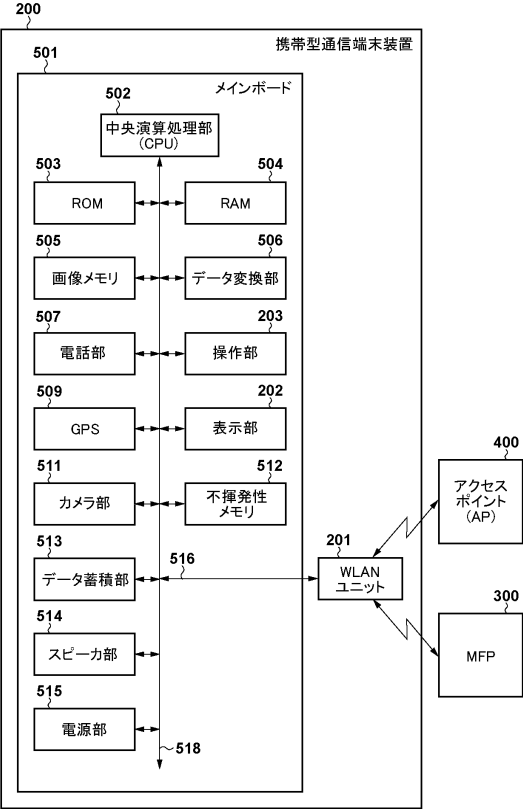 200
携帯型通信端末装置
501
メインボード
502
中央演算処理部
(CPU)
503
ROM
504
RAM
505
画像メモリ
506
データ変換部
507
電話部
203
操作部
509
GPS
202
表示部
511
カメラ部
512
不揮発性
メモリ
513
データ蓄積部
516
514
スピーカ部
515
電源部
518
201
WLAN
ユニット
400
アクセス
ポイント
(AP)
300
MFP